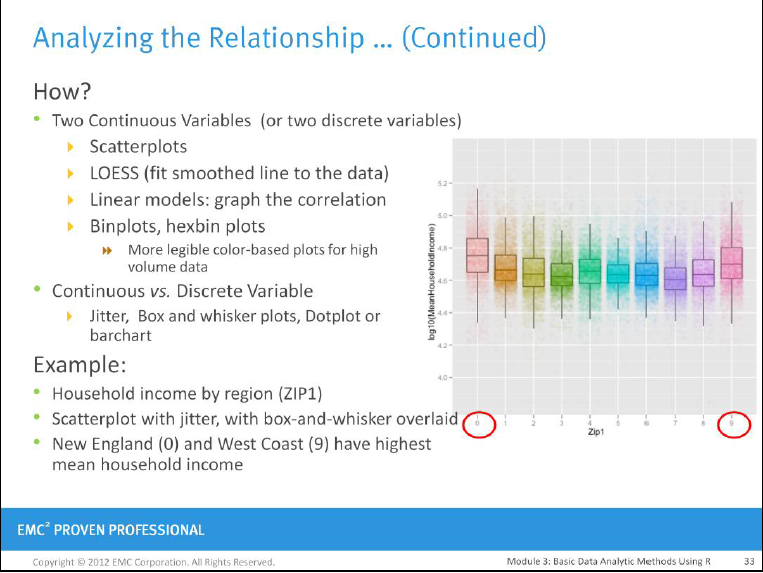 Analyzing the Relationship … (Continued)
How?
• Two Continuous Variables (or two discrete variables)
Scatterplots
LOESS (fit smoothed line to the data)
Linear models: graph the correlation
Binplots, hexbin plots
More legible color-based plots for high
volume data
• Continuous vs. Discrete Variable
Jitter, Box and whisker plots, Dotplot or
barchart
Example:
• Household income by region (ZIP1)
• Scatterplot with jitter, with box-and-whisker overlaid
• New England (0) and West Coast (9) have highest
mean household income
log10(MeanHouseholdIncome)
5.2
5.0
4.8
4.6
4.4
4.2
4.0
0 1 2 3 4 5 6 7 8 9
Zip1
EMC² PROVEN PROFESSIONAL
Copyright © 2012 EMC Corporation. All Rights Reserved.
Module 3: Basic Data Analytic Methods Using R 33